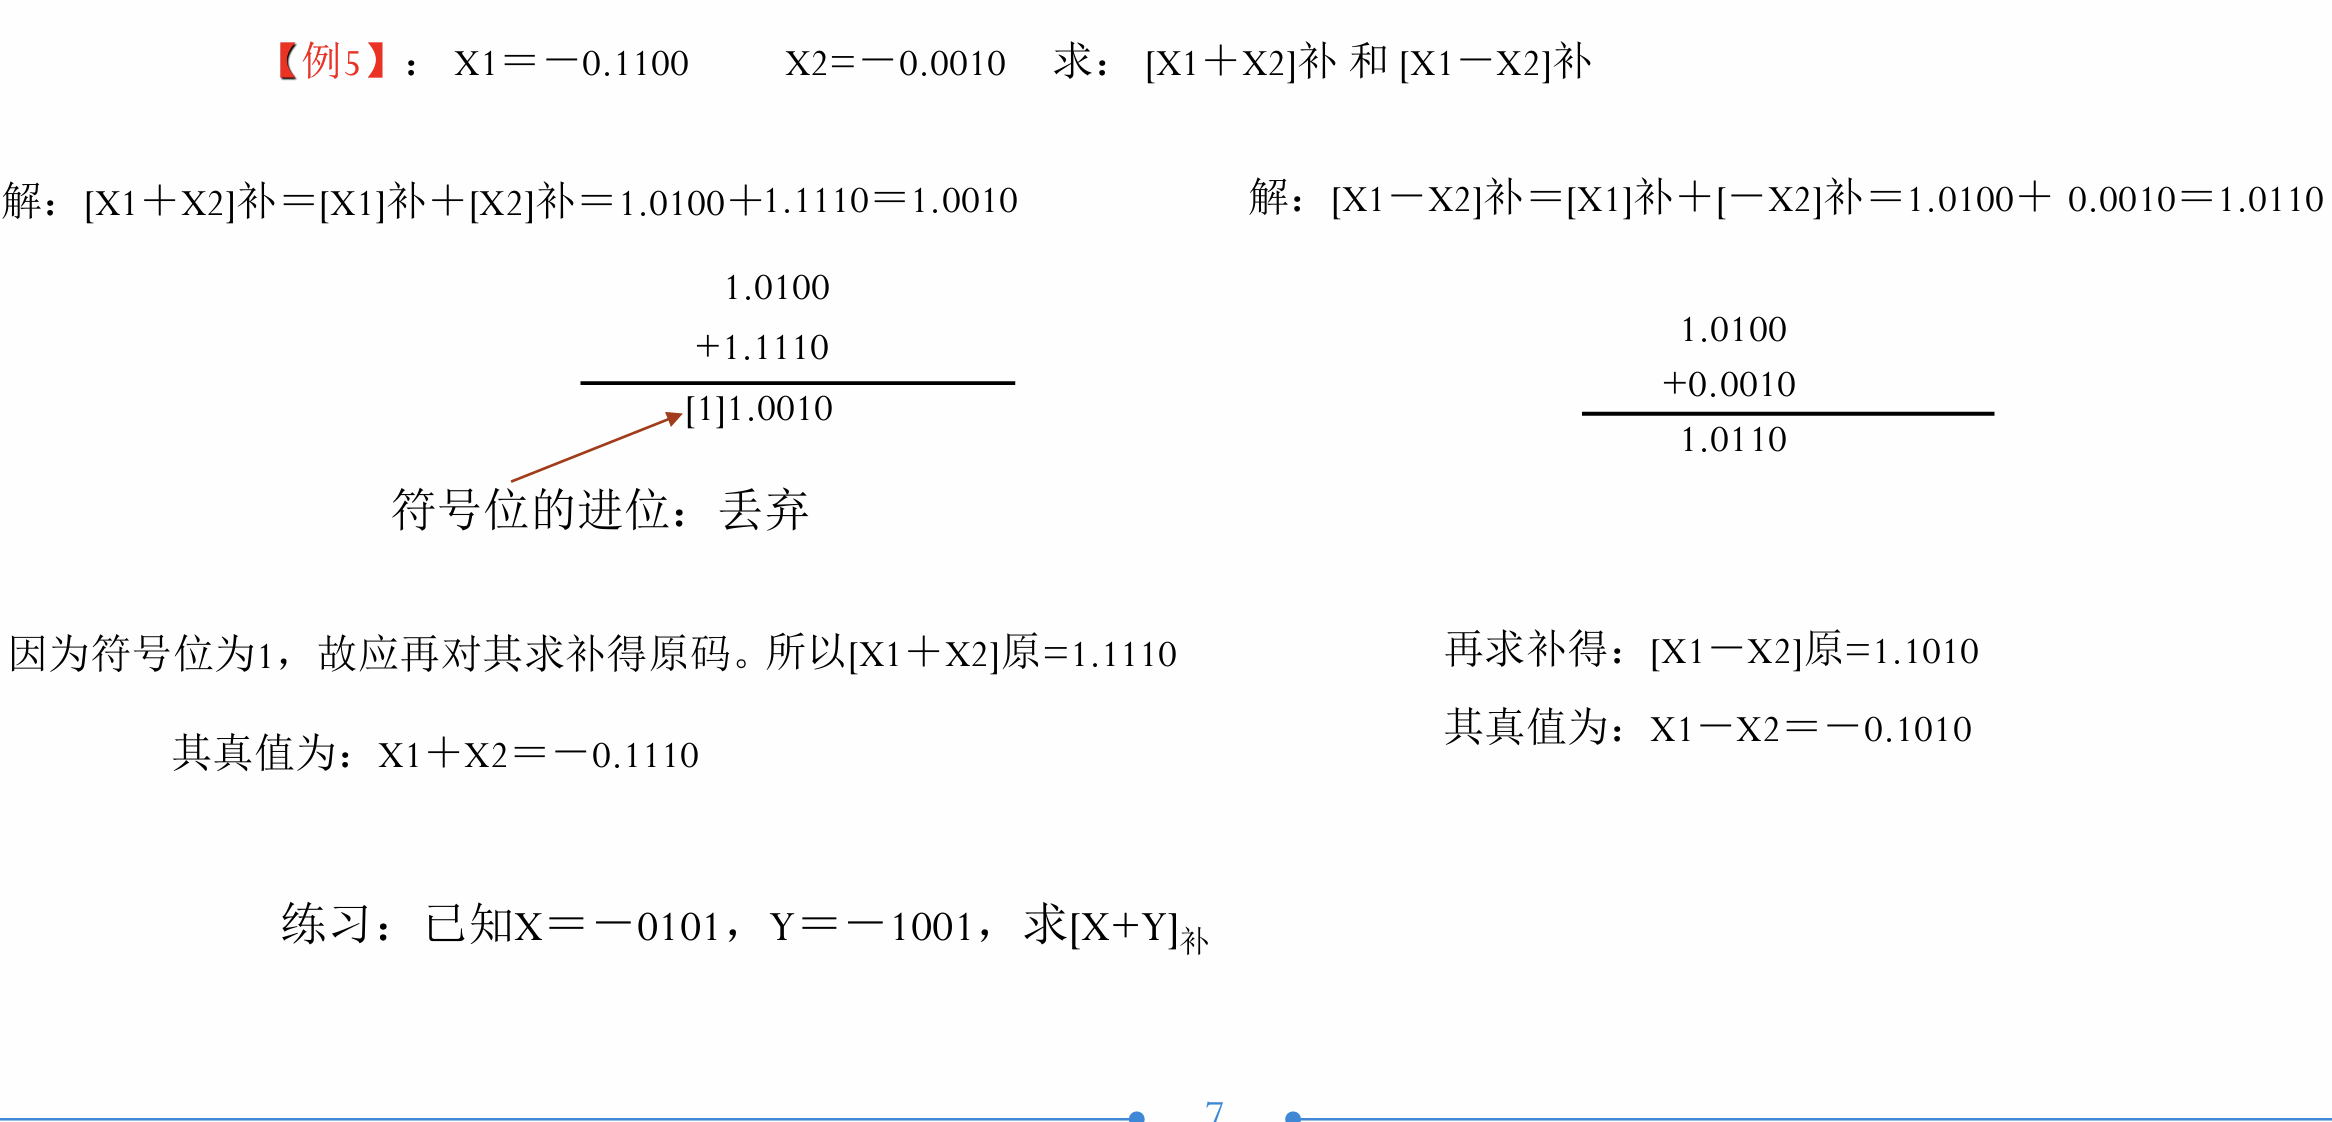 【例5】： X1＝－0.1100 X2=－0.0010 求： [X1＋X2]补 和 [X1－X2]补
解：[X1＋X2]补＝[X1]补＋[X2]补＝1.0100＋1.1110＝1.0010
1.0100
+1.1110
[1]1.0010
符号位的进位：丢弃
因为符号位为1，故应再对其求补得原码。所以[X1＋X2]原=1.1110
其真值为：X1＋X2＝－0.1110
解：[X1－X2]补＝[X1]补＋[－X2]补＝1.0100＋ 0.0010＝1.0110
1.0100
+0.0010
1.0110
再求补得：[X1－X2]原=1.1010
其真值为：X1－X2＝－0.1010
练习：已知X＝－0101，Y＝－1001，求[X+Y]补
7